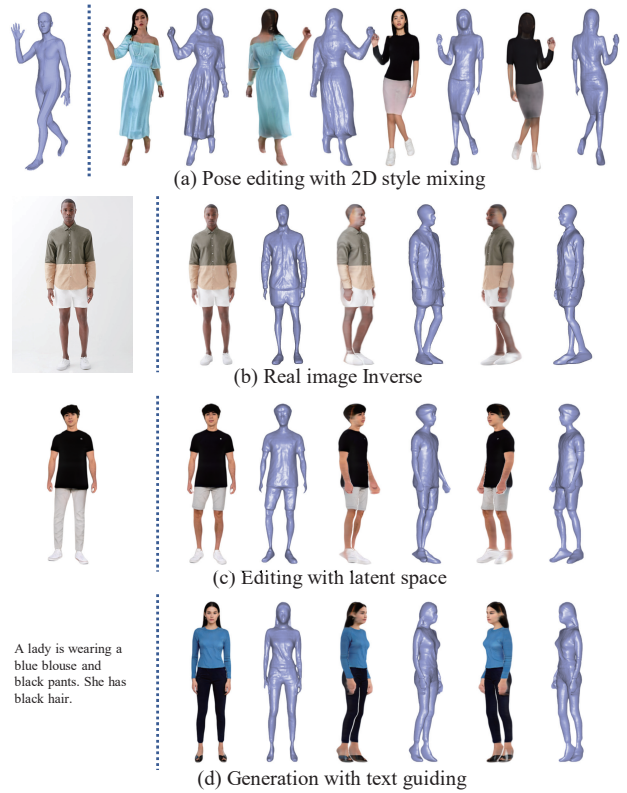 (a) Pose editing with 2D style mixing
(b) Real image Inverse
(c) Editing with latent space
A lady is wearing a
blue blouse and
black pants. She has
black hair.
(d) Generation with text guiding